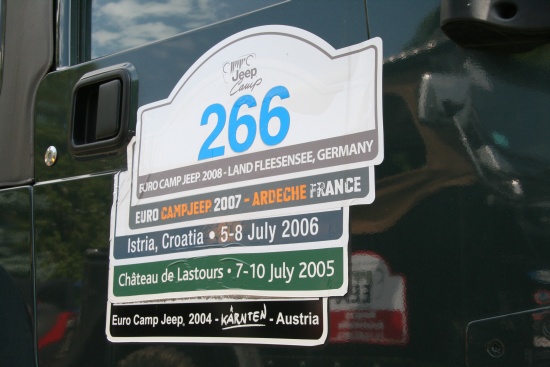 Jeep
Camp
266
EURO CAMP JEEP 2008 - LAND FLEESENSEE, GERMANY
EURO CAMPJEEP 2007 - ARDECHE FRANCE
Istria, Croatia • 5-8 July 2006
Château de Lastours • 7-10 July 2005
Euro Camp Jeep, 2004 - KÄRNTEN - Austria